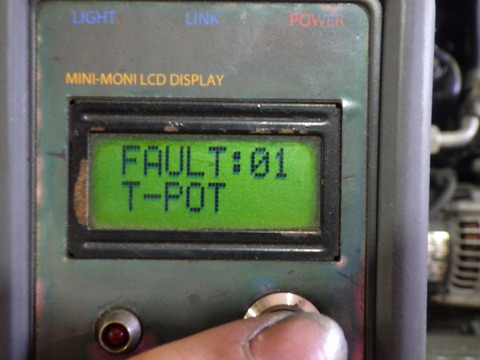 LIGHT LINK POWER
MINI-MONI LCD DISPLAY
FAULT:01
T-POT